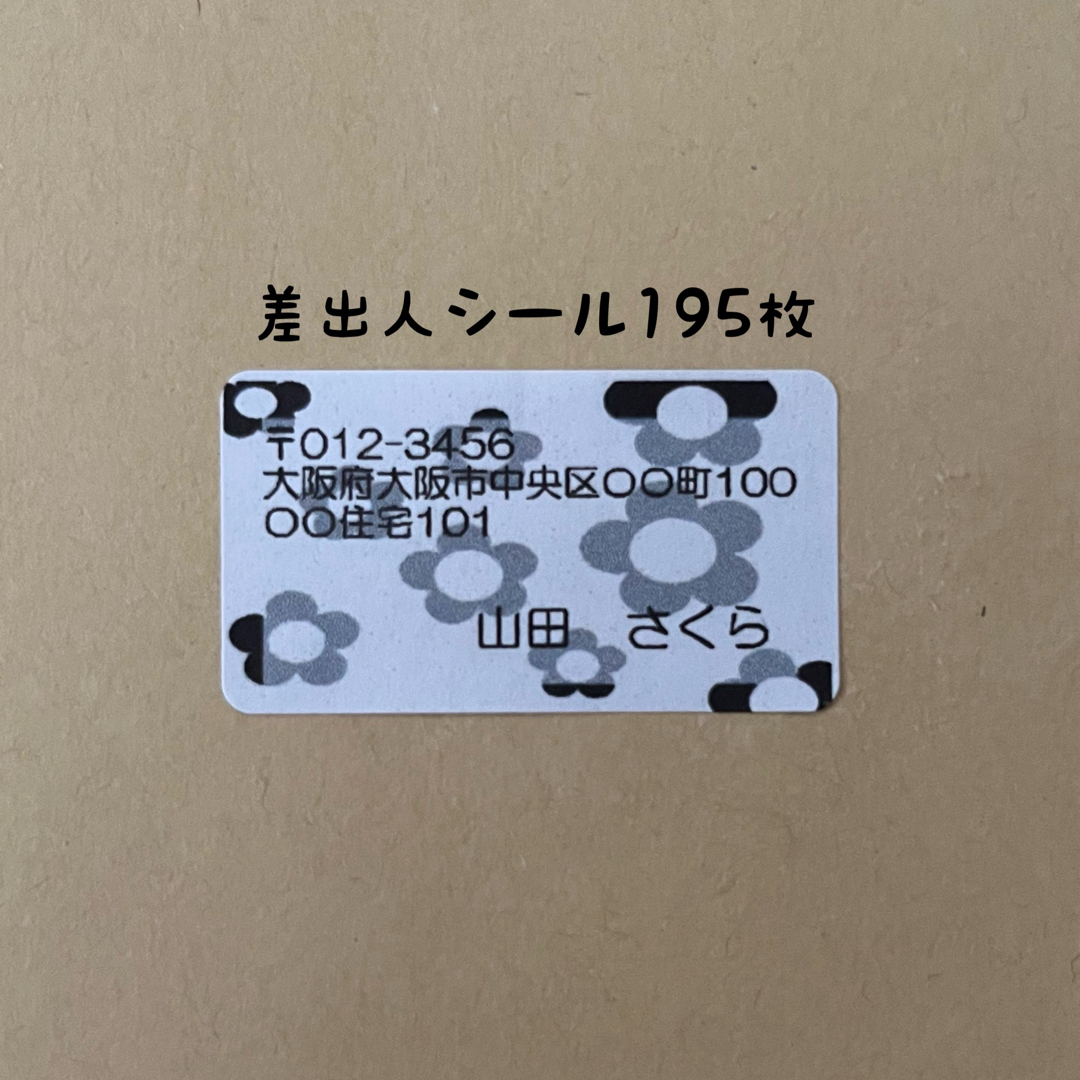 差出人シール195枚
〒012-3456
大阪府大阪市中央区〇〇町100
〇〇住宅101
山田　さくら